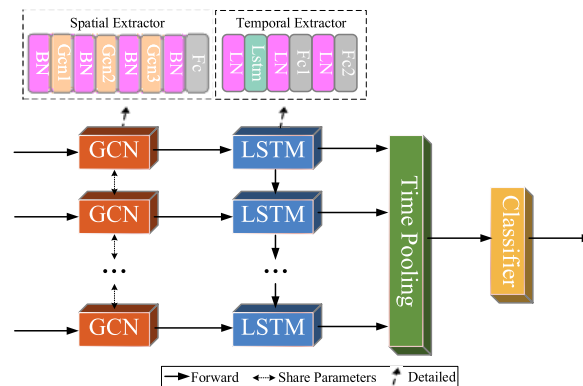 Spatial Extractor
Temporal Extractor
BN
Gcn1
BN
Gcn2
BN
Gcn3
BN
Fc
LN
Lstm
LN
Fc1
LN
Fc2
GCN
LSTM
GCN
LSTM
...
...
GCN
LSTM
Time Pooling
Classifier
Forward
Share Parameters
Detailed